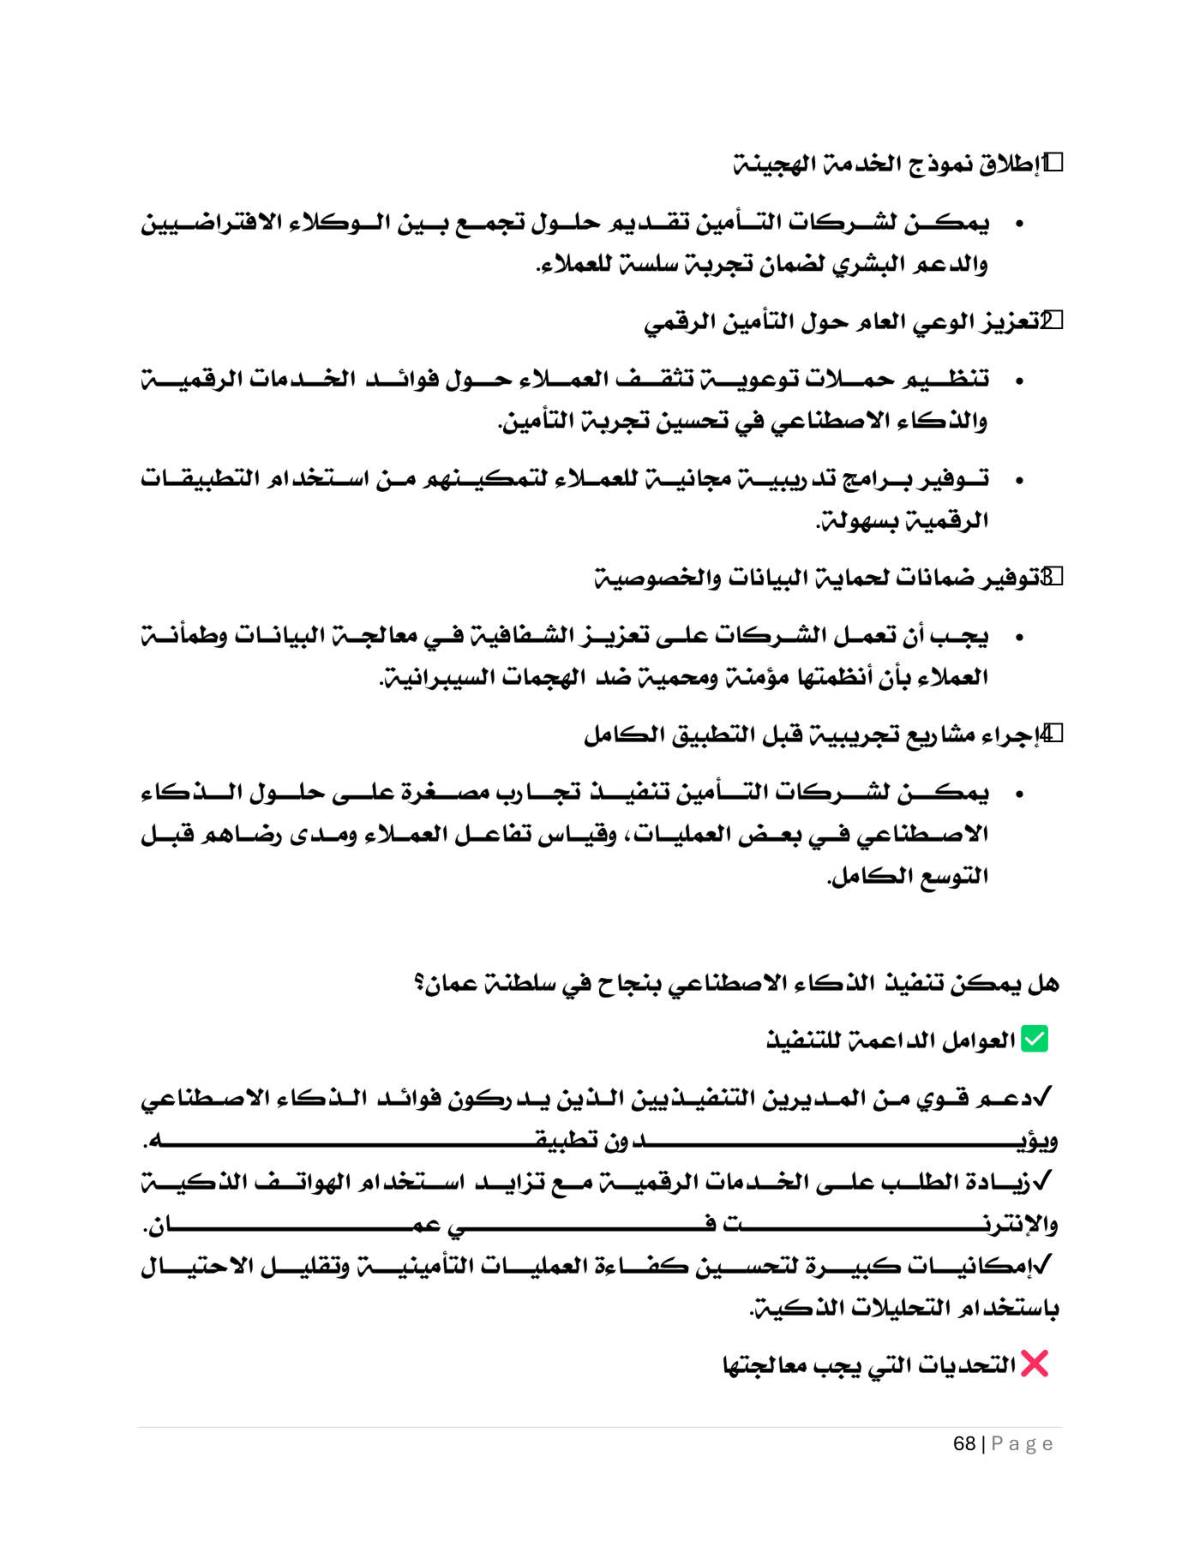 1إطلاق نموذج الخدمة الهجينة
• يمكن لشركات التأمين تقديم حلول تجمع بين الوكلاء الافتراضيين
والدعم البشري لضمان تجربة سلسة للعملاء.
2تعزيز الوعي العام حول التأمين الرقمي
• تنظيم حملات توعوية تثقف العملاء حول فوائد الخدمات الرقمية
والذكاء الاصطناعي في تحسين تجربة التأمين.
• توفير برامج تدريبية مجانية للعملاء لتمكينهم من استخدام التطبيقات
الرقمية بسهولة.
3توفير ضمانات لحماية البيانات والخصوصية
• يجب أن تعمل الشركات على تعزيز الشفافية في معالجة البيانات وطمأنة
العملاء بأن أنظمتها مؤمنة ومحمية ضد الهجمات السيبرانية.
4إجراء مشاريع تجريبية قبل التطبيق الكامل
• يمكن لشركات التأمين تنفيذ تجارب مصغرة على حلول الذكاء
الاصطناعي في بعض العمليات، وقياس تفاعل العملاء ومدى رضاهم قبل
التوسع الكامل.
هل يمكن تنفيذ الذكاء الاصطناعي بنجاح في سلطنة عمان؟
✅ العوامل الداعمة للتنفيذ
✓دعم قوي من المديرين التنفيذيين الذين يدركون فوائد الذكاء الاصطناعي
ويؤيدون تطبيقه.
✓زيادة الطلب على الخدمات الرقمية مع تزايد استخدام الهواتف الذكية
والإنترنت في عمان.
✓إمكانيات كبيرة لتحسين كفاءة العمليات التأمينية وتقليل الاحتيال
باستخدام التحليلات الذكية.
❌ التحديات التي يجب معالجتها
68 | Page